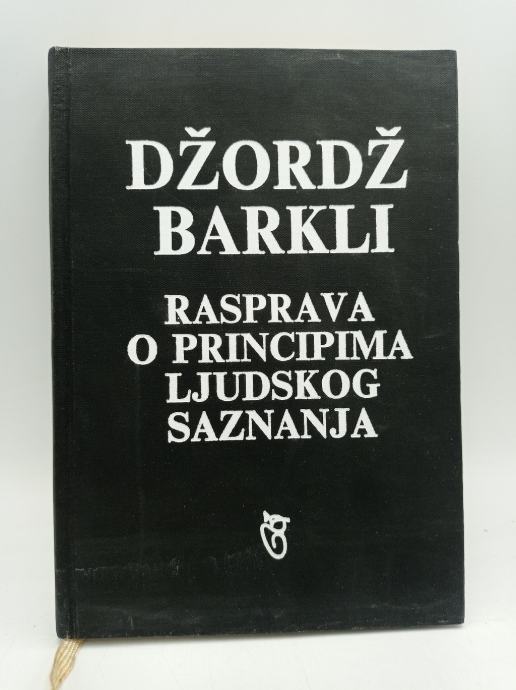 DŽORDŽ
BARKLI
RASPRAVA
O PRINCIPIMA
LJUDSKOG
SAZNANJA